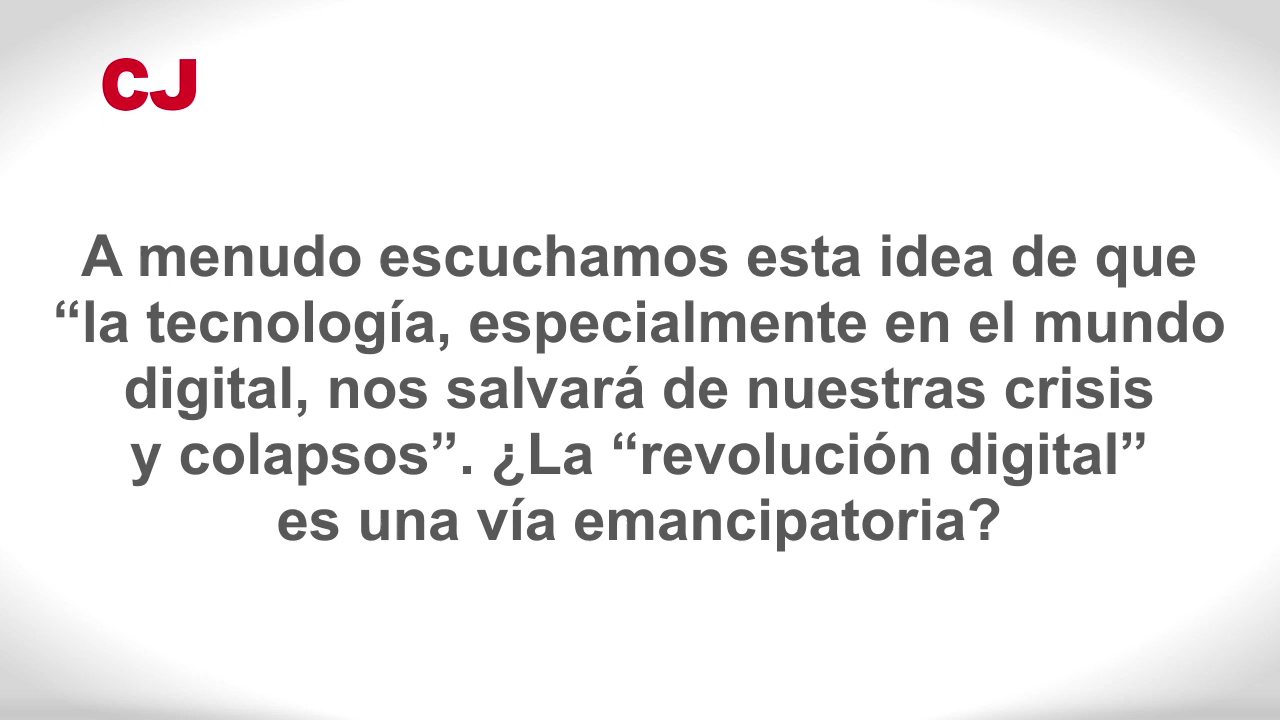 CJ
A menudo escuchamos esta idea de que
“la tecnología, especialmente en el mundo
digital, nos salvará de nuestras crisis
y colapsos”. ¿La “revolución digital”
es una vía emancipatoria?